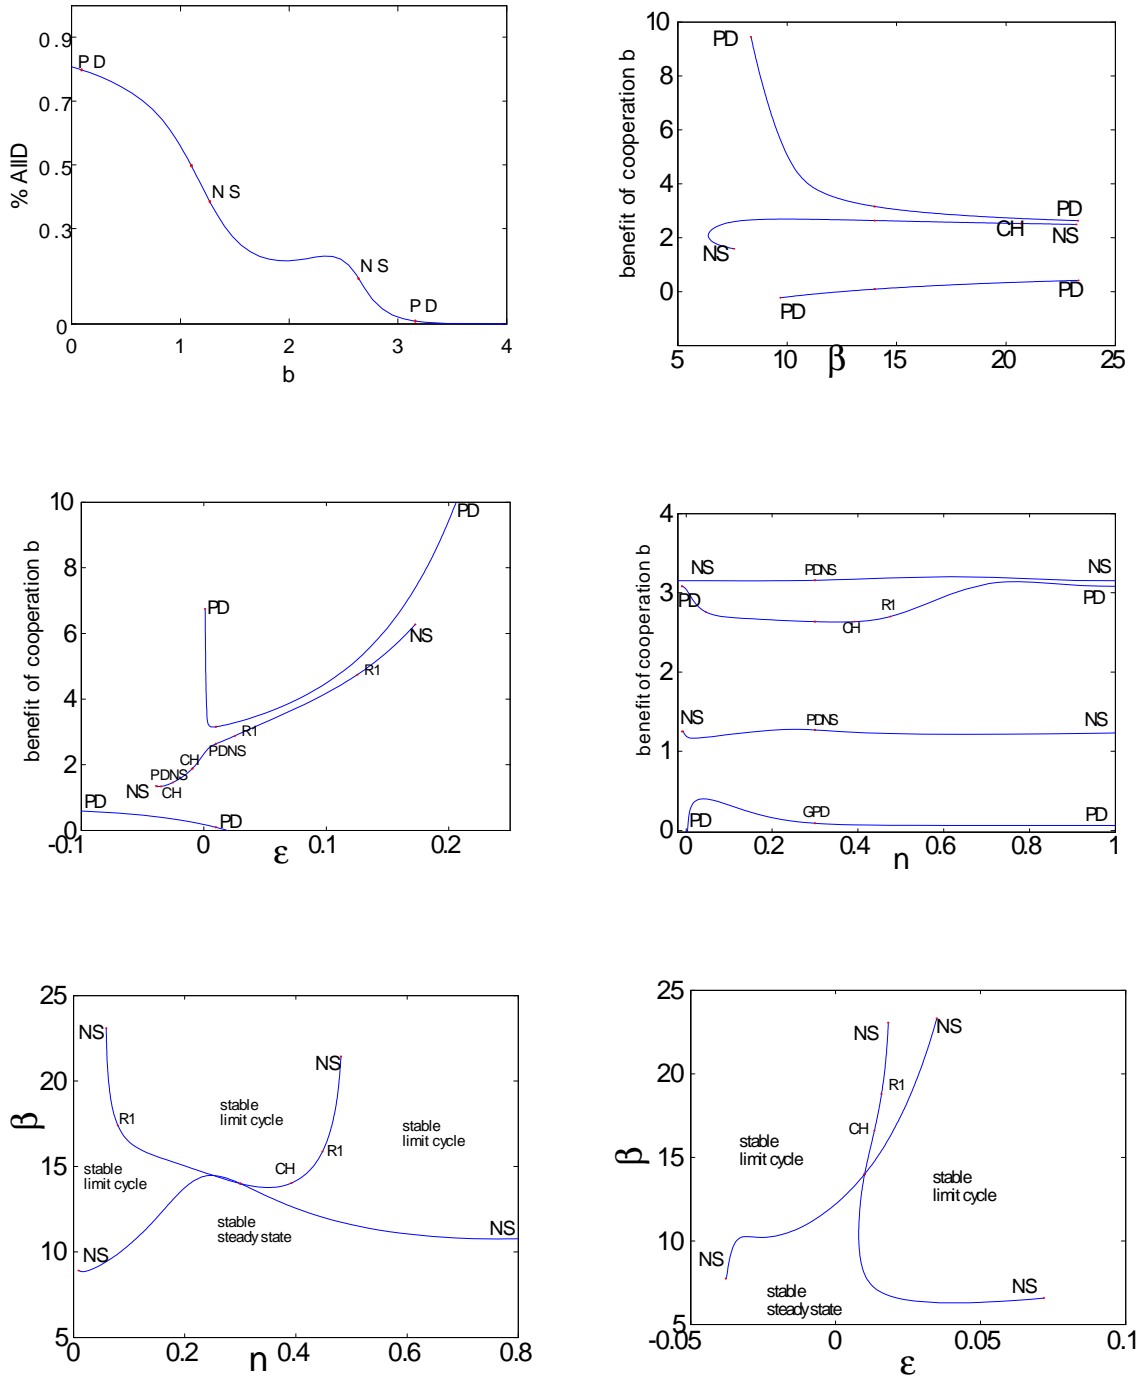 % AllD
0.9
0.7
0.5
0.3
0
PD
NS
NS
PD
0 1 2 3 4
b
benefit of cooperation b
10
8
6
4
2
0
PD
PD
CH
NS
NS
PD
PD
5 10 15 20 25
β
benefit of cooperation b
10
8
6
4
2
0
PD
PD
NS
R1
R1
PDNS
CH
PDNS
CH
NS
PD
PD
-0.1 0 0.1 0.2
ε
benefit of cooperation b
4
3
2
1
0
NS
PDNS
NS
PD
R1
CH
PD
NS
PDNS
NS
PD
GPD
PD
0 0.2 0.4 0.6 0.8 1
n
β
25
20
15
10
5
NS
NS
R1
stable
limit cycle
stable
limit cycle
R1
CH
stable
limit cycle
stable
steady state
NS
NS
0 0.2 0.4 0.6 0.8
n
β
25
20
15
10
5
NS
NS
R1
CH
stable
limit cycle
stable
limit cycle
NS
NS
stable
steady state
-0.05 0 0.05 0.1
ε